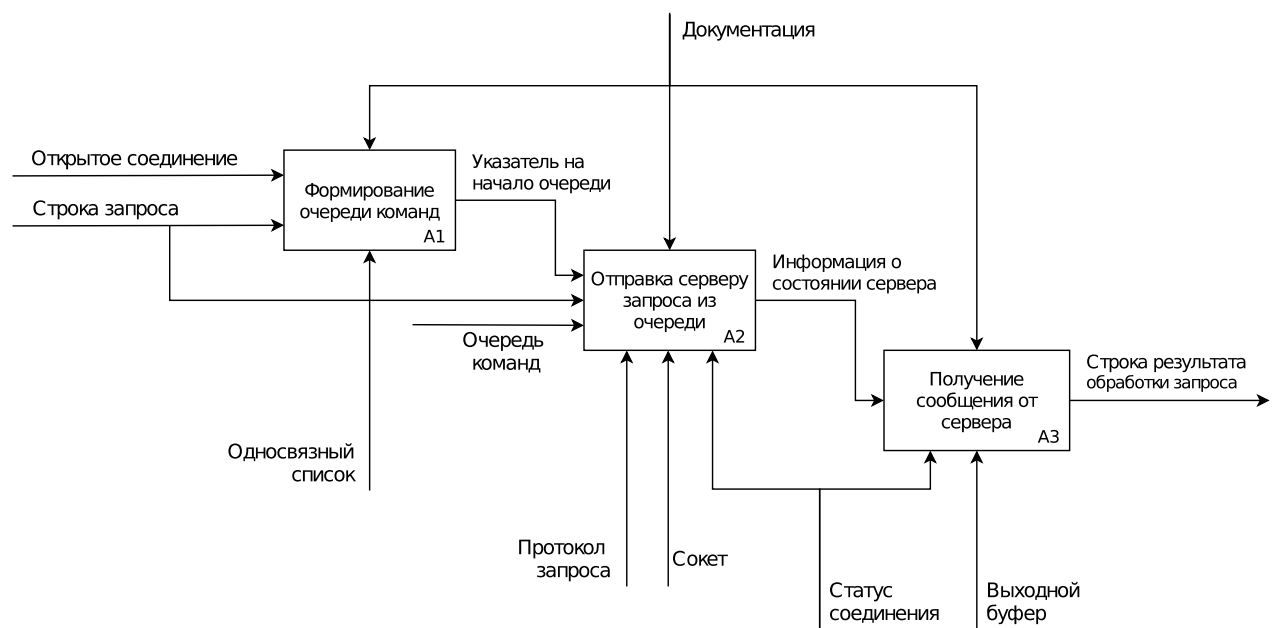 Документация
Открытое соединение
Строка запроса
Формирование
очереди команд
A1
Указатель на
начало очереди
Отправка серверу
запроса из
очереди
A2
Очередь
команд
Информация о
состоянии сервера
Получение
сообщения от
сервера
A3
Строка результата
обработки запроса
Односвязный
список
Протокол
запроса
Сокет
Статус
соединения
Выходной
буфер